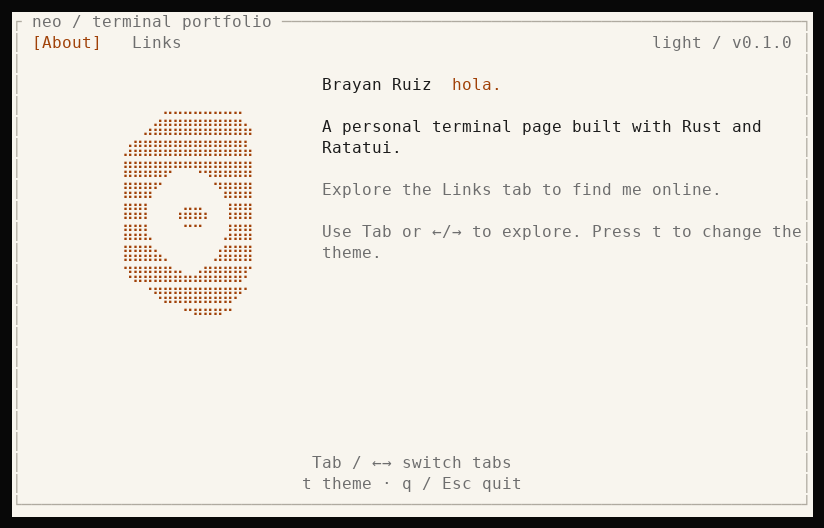 neo / terminal portfolio
[About]   Links   light / v0.1.0
Brayan Ruiz  hola.
A personal terminal page built with Rust and
Ratatui.
Explore the Links tab to find me online.
Use Tab or ←/→ to explore. Press t to change the
theme.
Tab / ←→ switch tabs
t theme · q / Esc quit